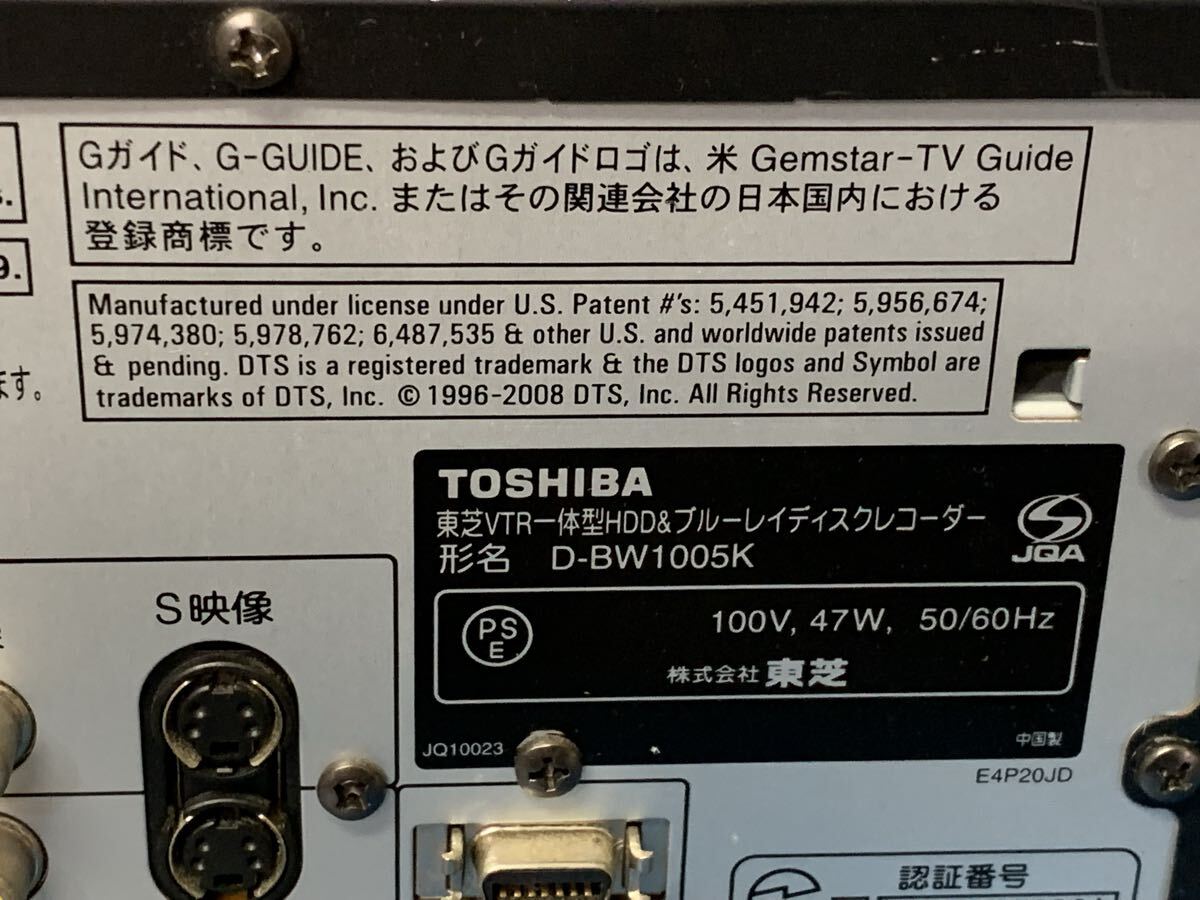 Gガイド、G-GUIDE、およびGガイドロゴは、米 Gemstar-TV Guide
International, Inc. またはその関連会社の日本国内における
登録商標です。
s.
9.
ます。
Manufactured under license under U.S. Patent #'s: 5,451,942; 5,956,674;
5,974,380; 5,978,762; 6,487,535 & other U.S. and worldwide patents issued
& pending. DTS is a registered trademark & the DTS logos and Symbol are
trademarks of DTS, Inc. © 1996-2008 DTS, Inc. All Rights Reserved.
TOSHIBA
東芝VTR一体型HDD&ブルーレイディスクレコーダー
形名 D-BW1005K
JQA
PS
E
100V, 47W, 50/60Hz
株式会社 東芝
JQ10023
中国製
E4P20JD
S映像
認証番号